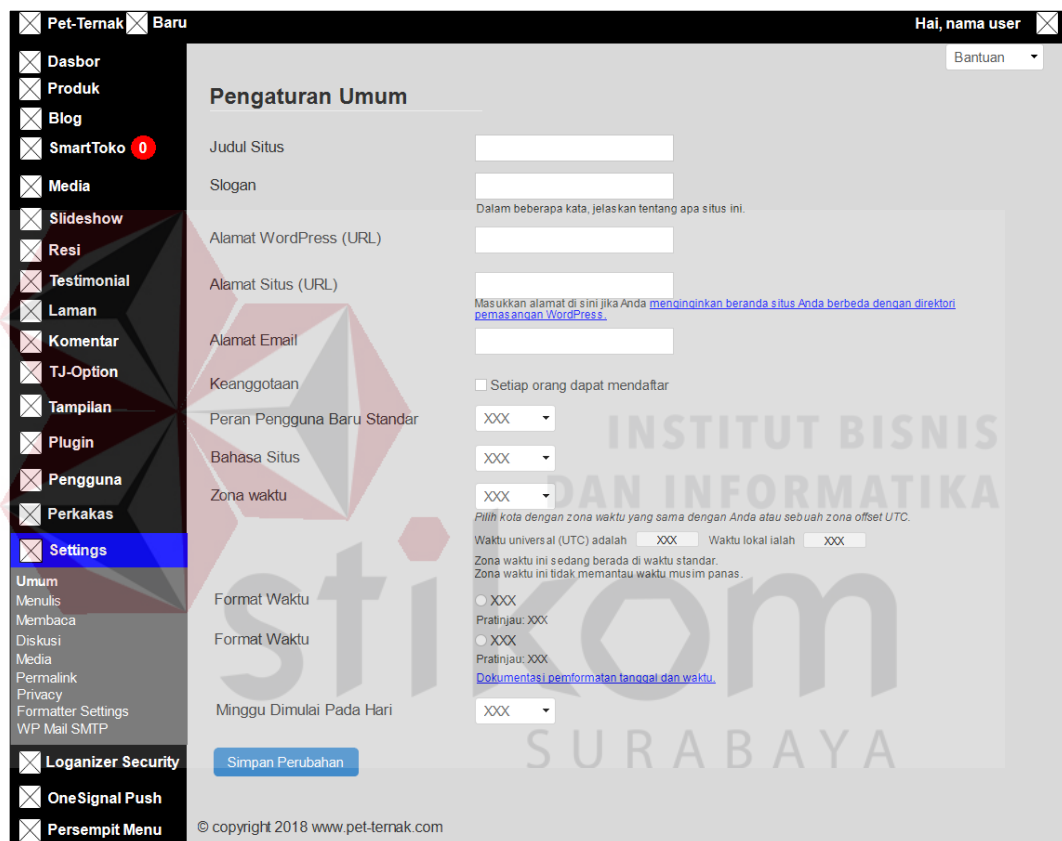 Pet-Ternak Baru Hai, nama user
Bantuan
Dasbor
Produk
Blog
SmartToko 0
Media
Slideshow
Resi
Testimonial
Laman
Komentar
TJ-Option
Tampilan
Plugin
Pengguna
Perkakas
Settings
Umum
Menulis
Membaca
Diskusi
Media
Permalink
Privacy
Formatter Settings
WP Mail SMTP
Loganizer Security
OneSignal Push
Persempit Menu
Pengaturan Umum
Judul Situs
Slogan
Dalam beberapa kata, jelaskan tentang apa situs ini.
Alamat WordPress (URL)
Alamat Situs (URL)
Masukkan alamat di sini jika Anda menginginkan beranda situs Anda berbeda dengan direktori
pemasangan WordPress.
Alamat Email
Keanggotaan Setiap orang dapat mendaftar
Peran Pengguna Baru Standar XXX
Bahasa Situs XXX
Zona waktu XXX
Pilih kota dengan zona waktu yang sama dengan Anda atau sebuah zona offset UTC.
Waktu universal (UTC) adalah XXX Waktu lokal ialah XXX
Zona waktu ini sedang berada di waktu standar.
Zona waktu ini tidak memantau waktu musim panas.
Format Waktu XXX
Pratinjau: XXX
Format Waktu XXX
Pratinjau: XXX
Dokumentasi pemformatan tanggal dan waktu.
Minggu Dimulai Pada Hari XXX
Simpan Perubahan
© copyright 2018 www.pet-ternak.com
INSTITUT BISNIS
DAN INFORMATIKA
stikom
SURABAYA